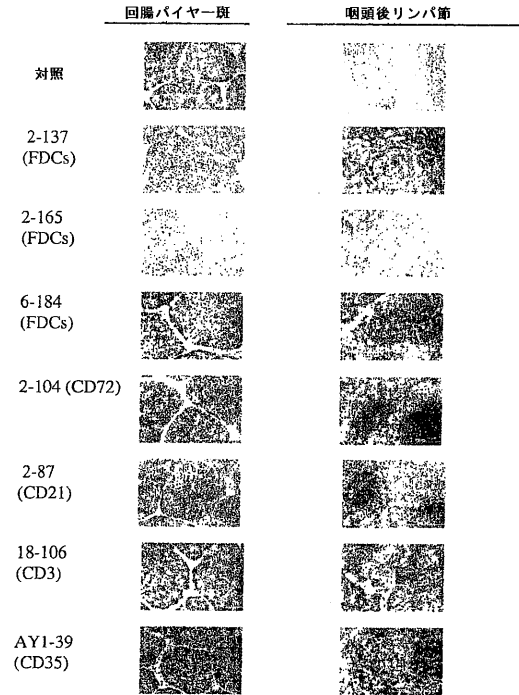 回腸パイヤー斑 咽頭後リンパ節
対照
2-137
(FDCs)
2-165
(FDCs)
6-184
(FDCs)
2-104 (CD72)
2-87
(CD21)
18-106
(CD3)
AY1-39
(CD35)